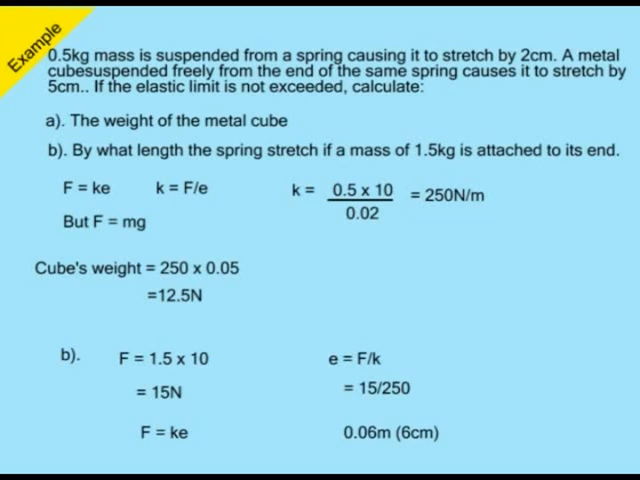 Example
0.5kg mass is suspended from a spring causing it to stretch by 2cm. A metal
cubesuspended freely from the end of the same spring causes it to stretch by
5cm.. If the elastic limit is not exceeded, calculate:
a). The weight of the metal cube
b). By what length the spring stretch if a mass of 1.5kg is attached to its end.
F = ke k = F/e k = 0.5 x 10 = 250N/m
0.02
But F = mg
Cube's weight = 250 x 0.05
=12.5N
b). F = 1.5 x 10 e = F/k
= 15N = 15/250
F = ke 0.06m (6cm)